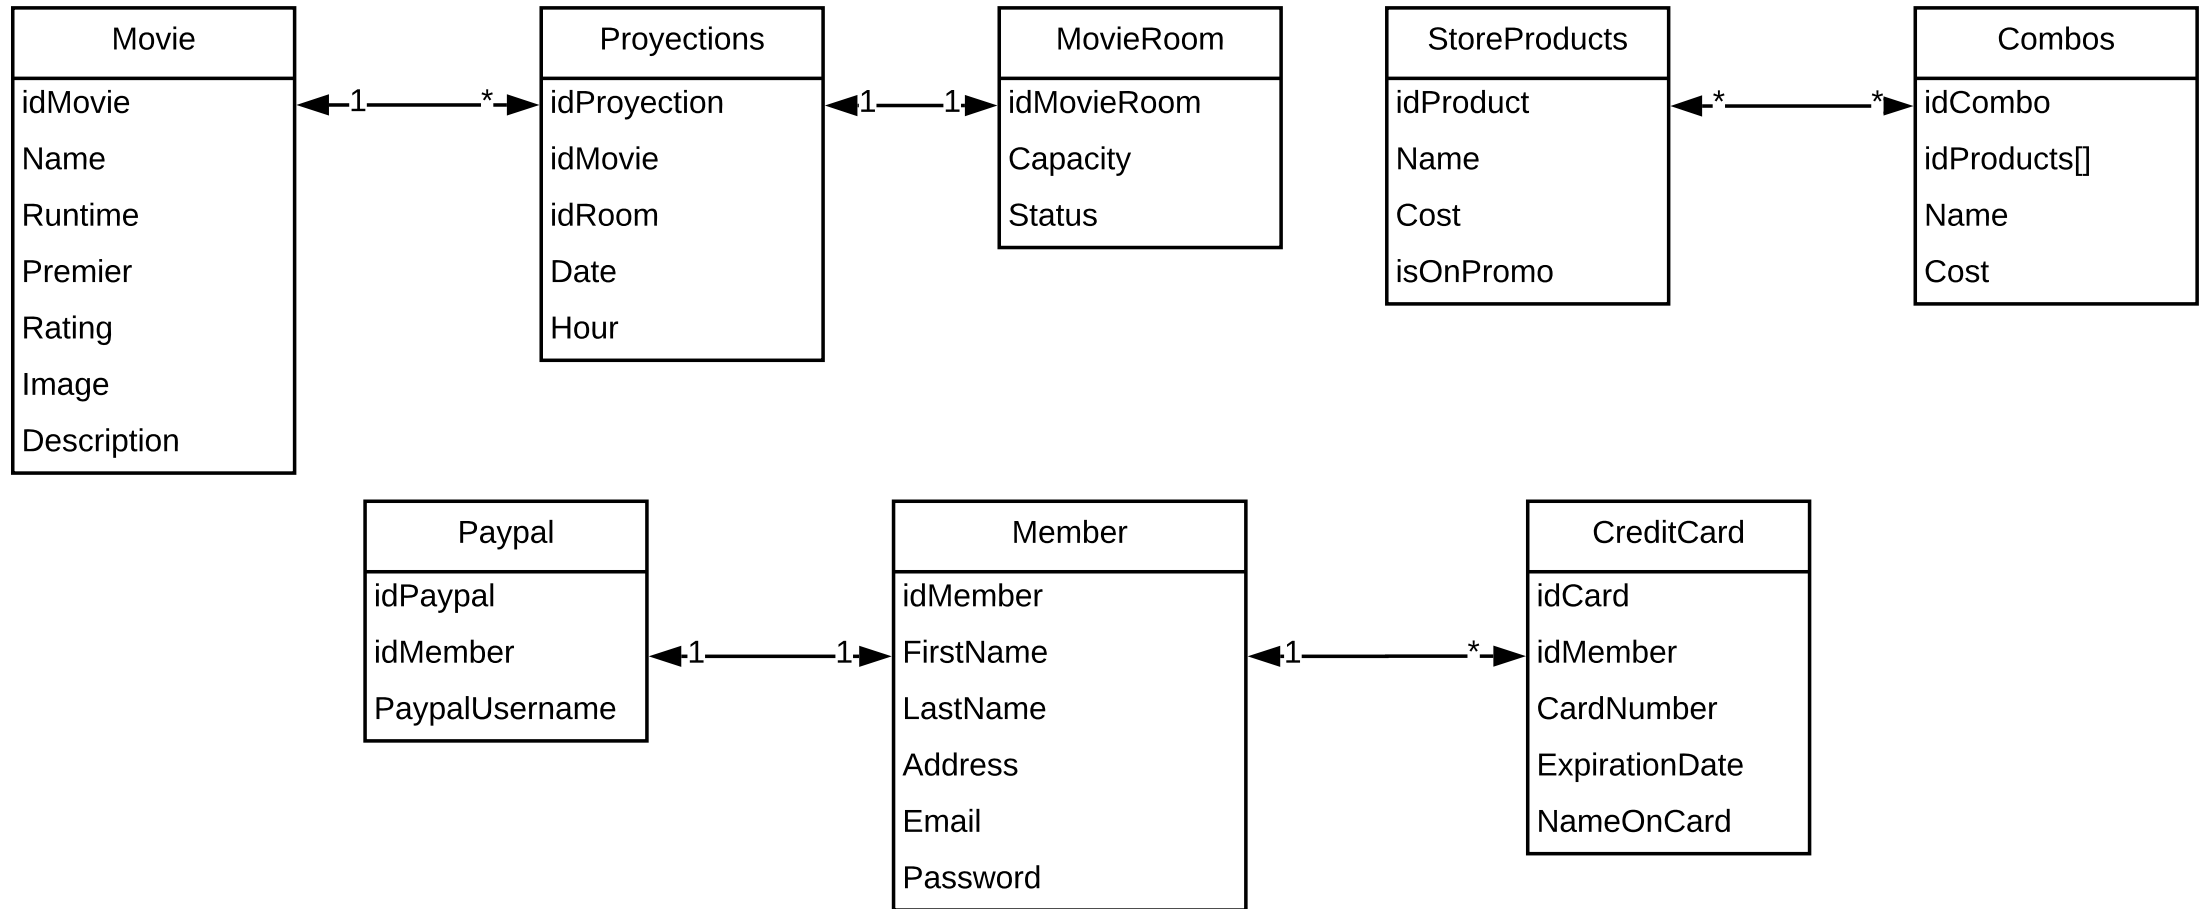 Movie
idMovie
Name
Runtime
Premier
Rating
Image
Description
1 *
Proyections
idProyection
idMovie
idRoom
Date
Hour
1 1
MovieRoom
idMovieRoom
Capacity
Status
StoreProducts
idProduct
Name
Cost
isOnPromo
* *
Combos
idCombo
idProducts[]
Name
Cost
Paypal
idPaypal
idMember
PaypalUsername
1 1
Member
idMember
FirstName
LastName
Address
Email
Password
1 *
CreditCard
idCard
idMember
CardNumber
ExpirationDate
NameOnCard